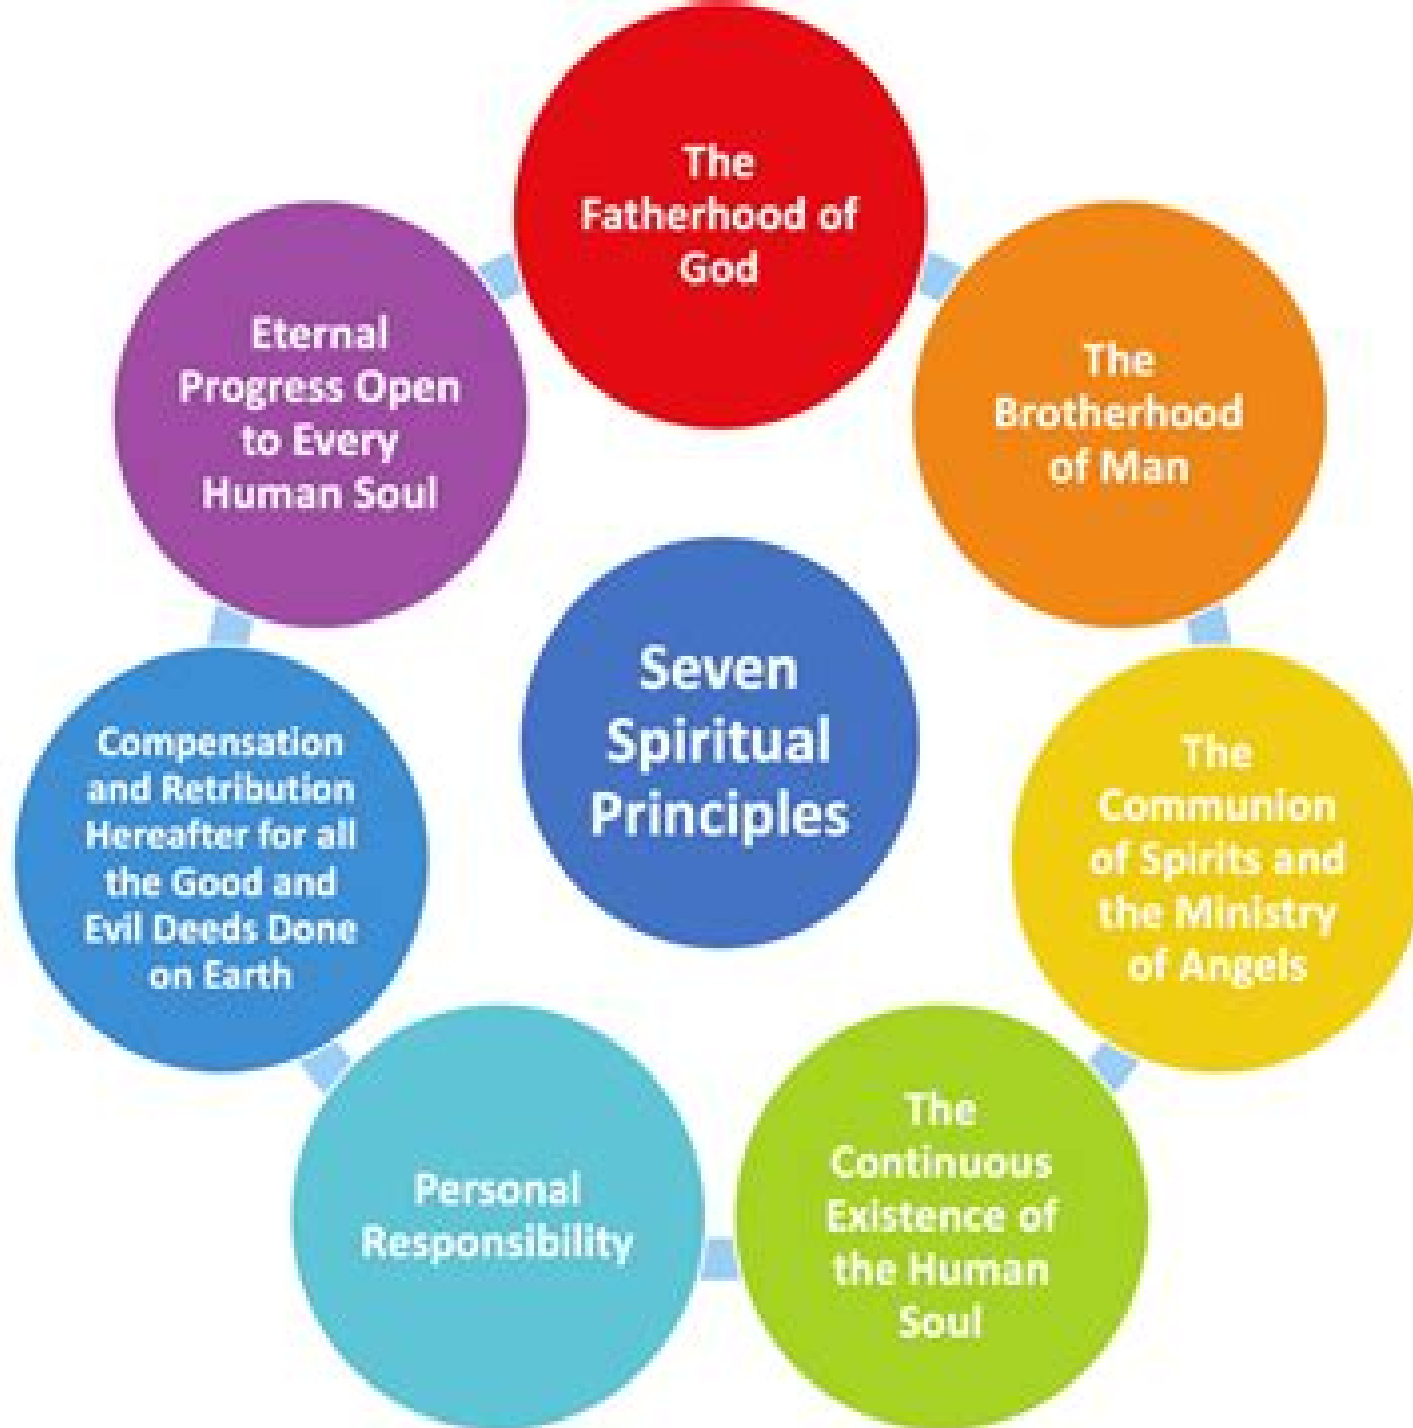 The
Fatherhood of
God
The
Brotherhood
of Man
The
Communion
of Spirits and
the Ministry
of Angels
The
Continuous
Existence of
the Human
Soul
Personal
Responsibility
Compensation
and Retribution
Hereafter for all
the Good and
Evil Deeds Done
on Earth
Eternal
Progress Open
to Every
Human Soul
Seven
Spiritual
Principles